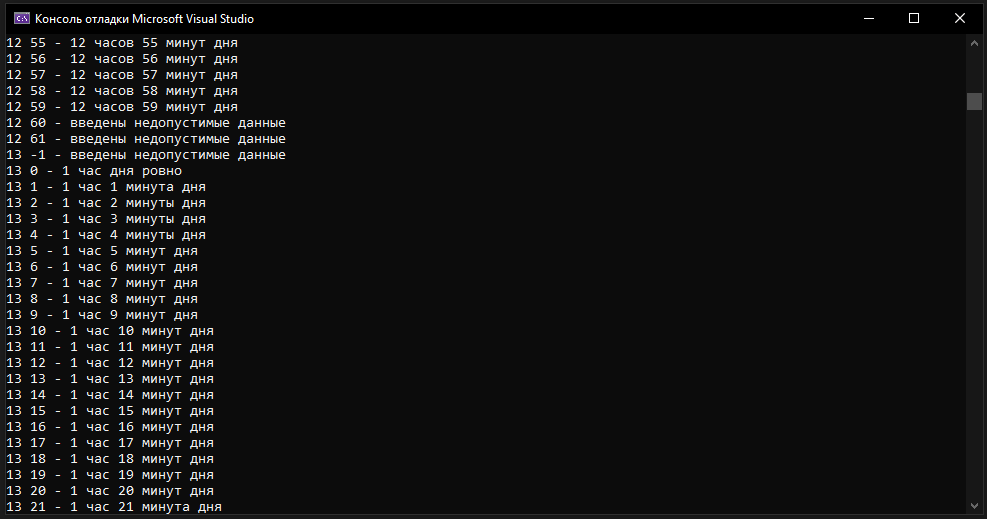 Консоль отладки Microsoft Visual Studio
12 55 - 12 часов 55 минут дня
12 56 - 12 часов 56 минут дня
12 57 - 12 часов 57 минут дня
12 58 - 12 часов 58 минут дня
12 59 - 12 часов 59 минут дня
12 60 - введены недопустимые данные
12 61 - введены недопустимые данные
13 -1 - введены недопустимые данные
13 0 - 1 час дня ровно
13 1 - 1 час 1 минута дня
13 2 - 1 час 2 минуты дня
13 3 - 1 час 3 минуты дня
13 4 - 1 час 4 минуты дня
13 5 - 1 час 5 минут дня
13 6 - 1 час 6 минут дня
13 7 - 1 час 7 минут дня
13 8 - 1 час 8 минут дня
13 9 - 1 час 9 минут дня
13 10 - 1 час 10 минут дня
13 11 - 1 час 11 минут дня
13 12 - 1 час 12 минут дня
13 13 - 1 час 13 минут дня
13 14 - 1 час 14 минут дня
13 15 - 1 час 15 минут дня
13 16 - 1 час 16 минут дня
13 17 - 1 час 17 минут дня
13 18 - 1 час 18 минут дня
13 19 - 1 час 19 минут дня
13 20 - 1 час 20 минут дня
13 21 - 1 час 21 минута дня